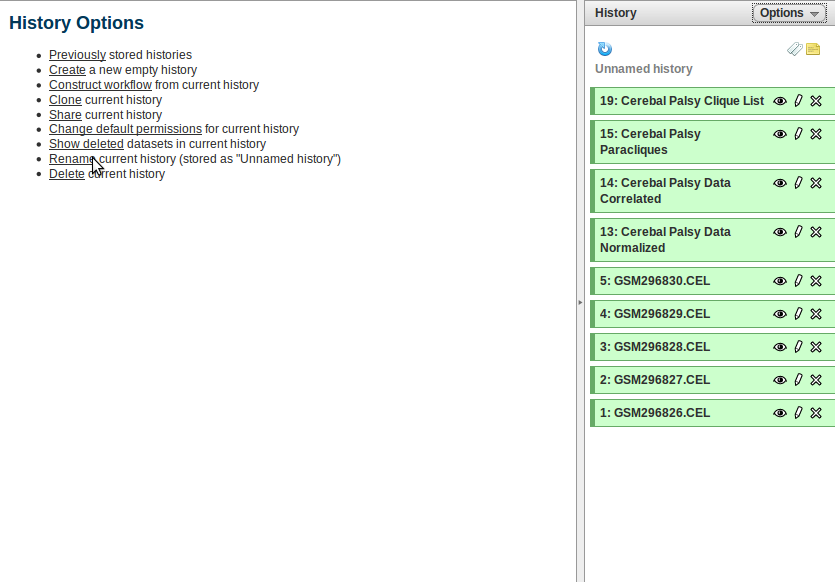 History Options
Previously stored histories
Create a new empty history
Construct workflow from current history
Clone current history
Share current history
Change default permissions for current history
Show deleted datasets in current history
Rename current history (stored as "Unnamed history")
Delete current history
History
Options
Unnamed history
19: Cerebal Palsy Clique List
15: Cerebal Palsy
Paracliques
14: Cerebal Palsy Data
Correlated
13: Cerebal Palsy Data
Normalized
5: GSM296830.CEL
4: GSM296829.CEL
3: GSM296828.CEL
2: GSM296827.CEL
1: GSM296826.CEL